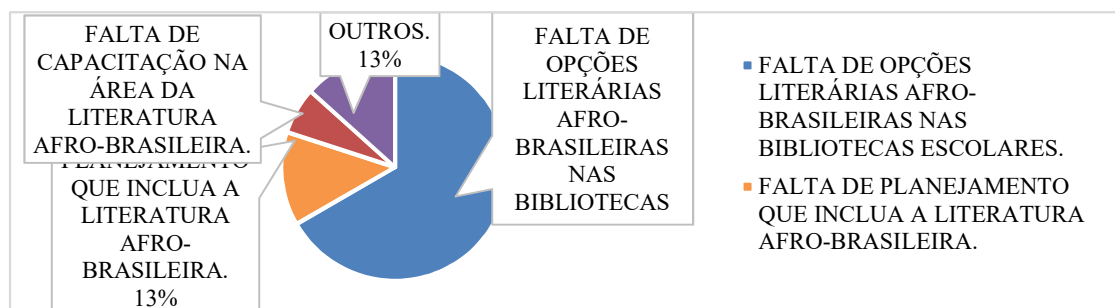 FALTA DE
CAPACITAÇÃO NA
ÁREA DA
LITERATURA
AFRO-BRASILEIRA.
OUTROS.
13%
FALTA DE
OPÇÕES
LITERÁRIAS
AFRO-
BRASILEIRAS
NAS
BIBLIOTECAS
PLANEJAMENTO
QUE INCLUA A
LITERATURA
AFRO-
BRASILEIRA.
13%
FALTA DE OPÇÕES
LITERÁRIAS AFRO-
BRASILEIRAS NAS
BIBLIOTECAS ESCOLARES.
FALTA DE PLANEJAMENTO
QUE INCLUA A LITERATURA
AFRO-BRASILEIRA.